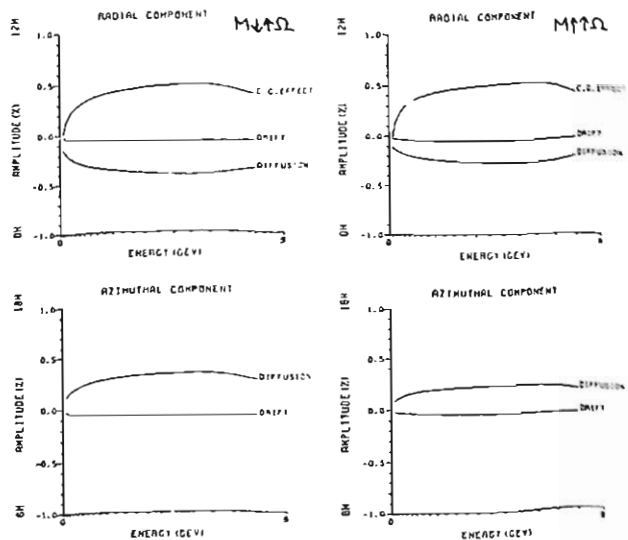 RADIAL COMPONENT
M↓↑Ω
12H
1.0
0.5
0.0
-0.5
-1.0
AMPLITUDE(%)
0H
C.D.EFFECT
DRIFT
DIFFUSION
0
ENERGY(GEV)
RADIAL COMPONENT
M↑↑Ω
12H
1.0
0.5
0.0
-0.5
-1.0
AMPLITUDE(%)
0H
DRIFT
DIFFUSION
0
ENERGY(GEV)
AZIMUTHAL COMPONENT
18H
1.0
0.5
0.0
-0.5
-1.0
AMPLITUDE(%)
6H
DIFFUSION
DRIFT
0
ENERGY(GEV)
AZIMUTHAL COMPONENT
18H
1.0
0.5
0.0
-0.5
-1.0
AMPLITUDE(%)
6H
DIFFUSION
DRIFT
0
ENERGY(GEV)